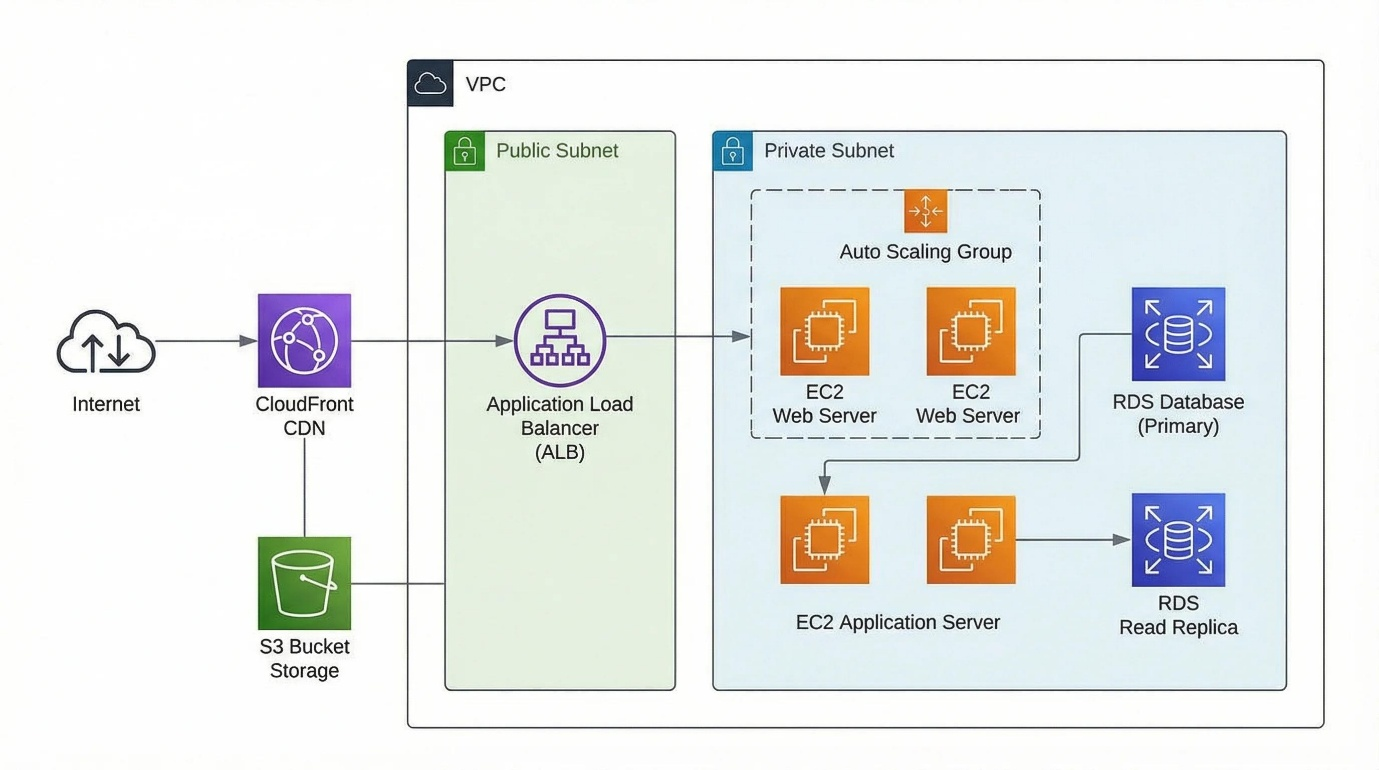 VPC
Public Subnet
Private Subnet
Auto Scaling Group
Internet
CloudFront
CDN
Application Load
Balancer
(ALB)
EC2
Web Server
EC2
Web Server
RDS Database
(Primary)
S3 Bucket
Storage
EC2 Application Server
RDS
Read Replica